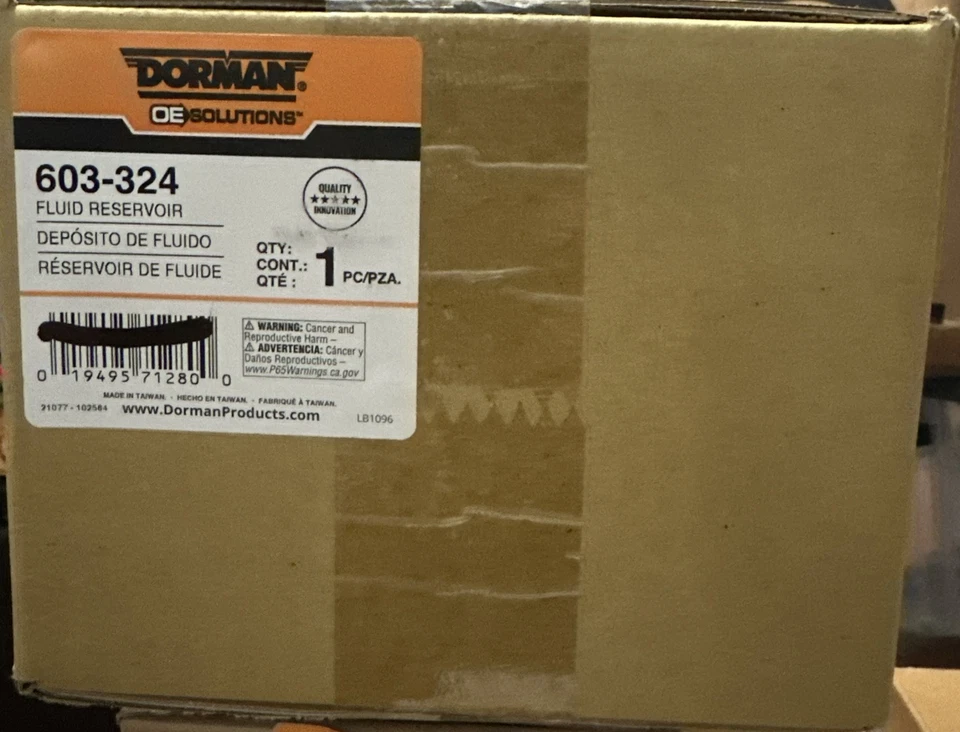 DORMAN®
OE SOLUTIONS™
603-324
FLUID RESERVOIR
DEPÓSITO DE FLUIDO
RÉSERVOIR DE FLUIDE
QUALITY
★★★★★
INNOVATION
QTY:
CONT.:
QTÉ :
1 PC/PZA.
⚠ WARNING: Cancer and
Reproductive Harm –
⚠ ADVERTENCIA: Cáncer y
Daños Reproductivos –
www.P65Warnings.ca.gov
0 19495 71280 0
MADE IN TAIWAN. - HECHO EN TAIWAN. - FABRIQUÉ À TAIWAN.
21077 - 102584 www.DormanProducts.com LB1096